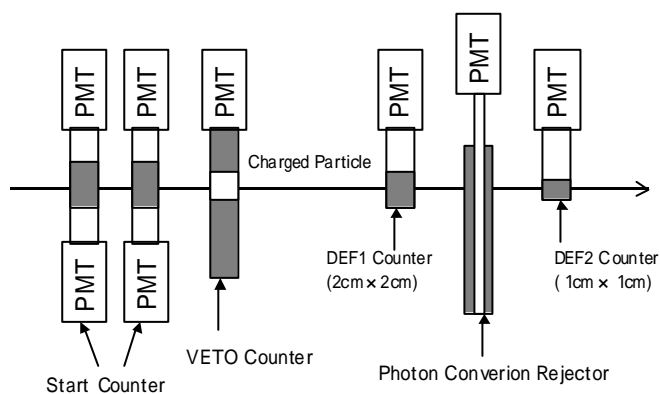 PMT
PMT
PMT
PMT
PMT
PMT
Charged Particle
PMT
PMT
DEF1 Counter
(2cm × 2cm)
DEF2 Counter
( 1cm × 1cm)
VETO Counter
Photon Converion Rejector
Start Counter